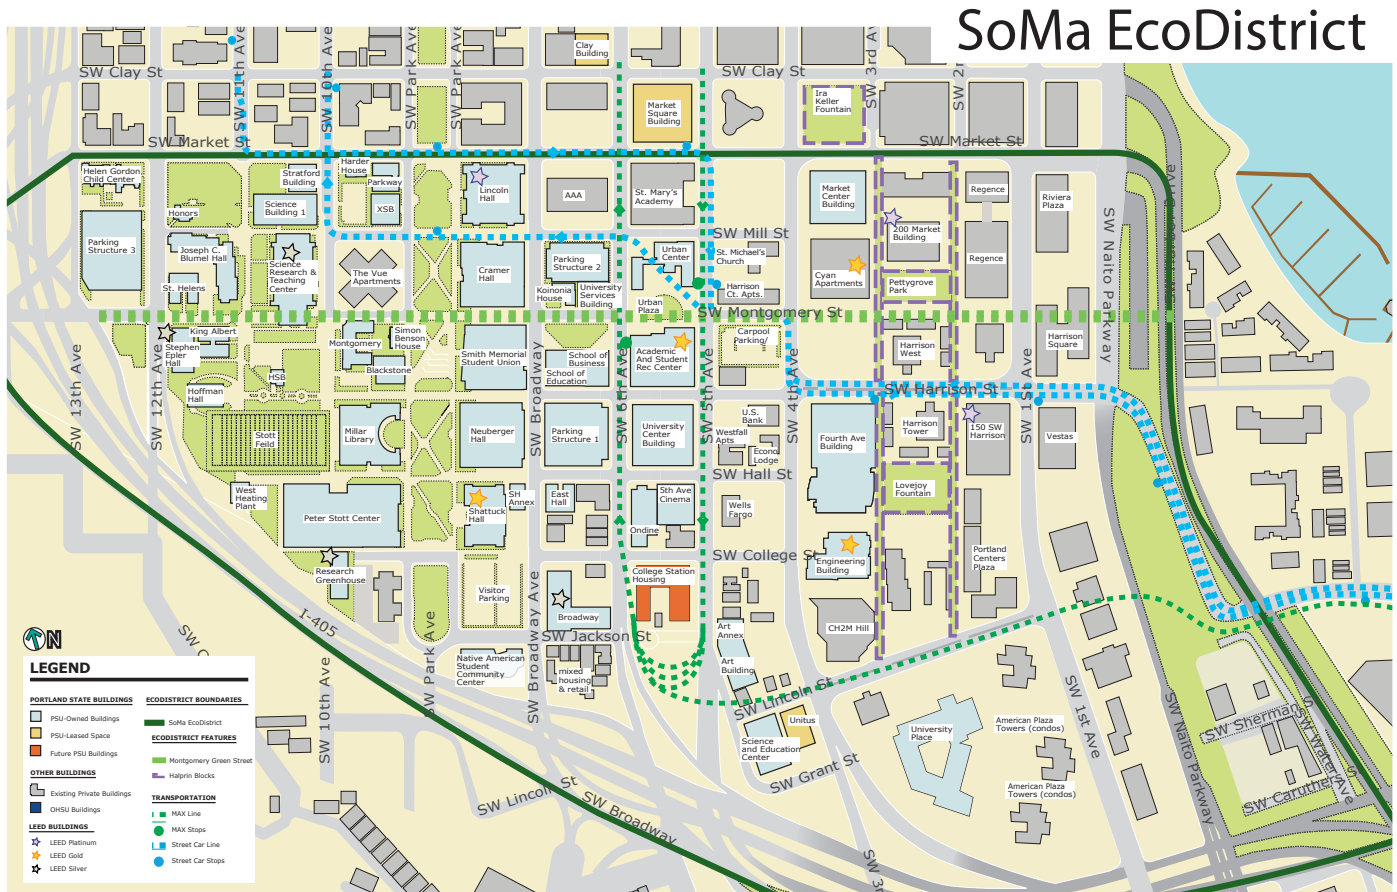 SoMa EcoDistrict
SW Clay St
SW 11th Ave
SW 10th Ave
SW Park Ave
SW Park Ave
Clay
Building
SW Clay St
SW 3rd Av
SW 2n
Market
Square
Building
Ira
Keller
Fountain
SW Market St
SW Market St
Helen Gordon
Child Center
Stratford
Building
Harder
House
Parkway
Lincoln
Hall
AAA
St. Mary's
Academy
Market
Center
Building
Regence
Riviera
Plaza
Honors
Science
Building 1
XSB
Parking
Structure 3
Joseph C.
Blumel Hall
Science
Research &
Teaching
Center
St. Helens
The Vue
Apartments
Cramer
Hall
Parking
Structure 2
Koinonia
House
University
Services
Building
Urban
Center
Urban
Plaza
SW Mill St
St. Michael's
Church
Harrison
Ct. Apts.
Cyan
Apartments
200 Market
Building
Regence
Pettygrove
Park
SW Naito Parkway
SW Harbor Drive
SW Montgomery St
King Albert
Stephen
Epler
Hall
Montgomery
Simon
Benson
House
Blackstone
Smith Memorial
Student Union
School of
Business
School of
Education
Academic
And Student
Rec Center
Carpool
Parking/
Harrison
West
Harrison
Square
SW 13th Ave
SW 12th Ave
SW Broadway
SW 6th Ave
SW 5th Ave
SW 4th Ave
SW 1st Ave
HSB
Hoffman
Hall
SW Harrison St
Stott
Feild
Millar
Library
Neuberger
Hall
Parking
Structure 1
University
Center
Building
U.S.
Bank
Westfall
Apts
Econo
Lodge
Fourth Ave
Building
Harrison
Tower
150 SW
Harrison
Vestas
SW Hall St
West
Heating
Plant
Peter Stott Center
Shattuck
Hall
SH
Annex
East
Hall
5th Ave
Cinema
Ondine
Wells
Fargo
Lovejoy
Fountain
SW College St
Engineering
Building
Portland
Centers
Plaza
Research
Greenhouse
Visitor
Parking
College Station
Housing
Broadway
CH2M Hill
I-405
SW Park Ave
SW Broadway Ave
SW Jackson St
Art
Annex
Art
Building
Native American
Student
Community
Center
mixed
housing
& retail
SW C
SW 10th Ave
SW Lincoln St
Unitus
Science
and Education
Center
SW Grant St
University
Place
American Plaza
Towers (condos)
American Plaza
Towers (condos)
SW 1st Ave
SW Naito Parkway
SW Sherman S
SW Water Ave
SW Caruthers S
SW Lincoln St
SW Broadway
SW 3r
N
LEGEND
PORTLAND STATE BUILDINGS
PSU-Owned Buildings
PSU-Leased Space
Future PSU Buildings
OTHER BUILDINGS
Existing Private Buildings
OHSU Buildings
LEED BUILDINGS
LEED Platinum
LEED Gold
LEED Silver
ECODISTRICT BOUNDARIES
SoMa EcoDistrict
ECODISTRICT FEATURES
Montgomery Green Street
Halprin Blocks
TRANSPORTATION
MAX Line
MAX Stops
Street Car Line
Street Car Stops